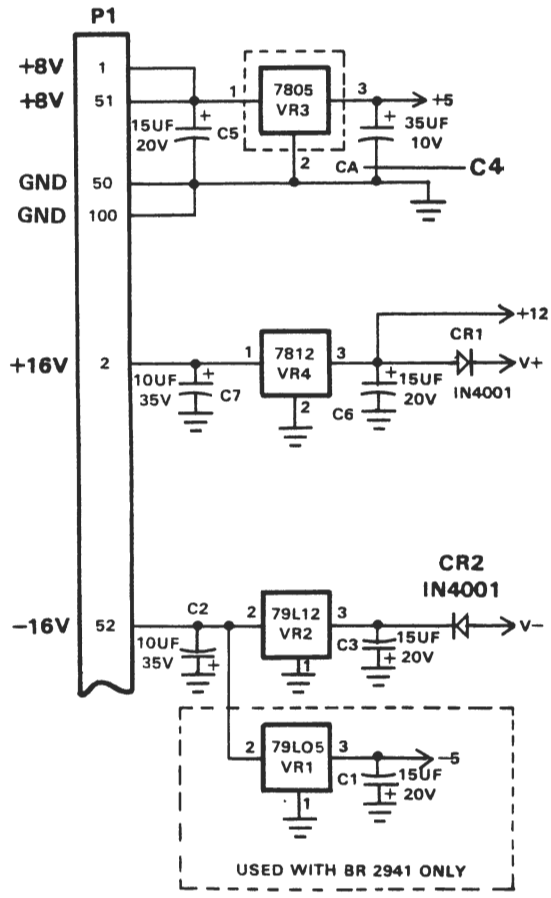 P1
+8V 1
+8V 51
1 7805 VR3 3 +5
2
15UF 20V + C5
+ 35UF 10V
CA C4
GND 50
GND 100
+16V 2
1 7812 VR4 3
2
10UF 35V + C7
+ 15UF 20V C6
+12
CR1
V+
IN4001
CR2
IN4001
-16V 52
C2
10UF 35V +
2 79L12 VR2 3
1
C3 15UF + 20V
V-
2 79LO5 VR1 3
1
-5
C1 15UF + 20V
USED WITH BR 2941 ONLY